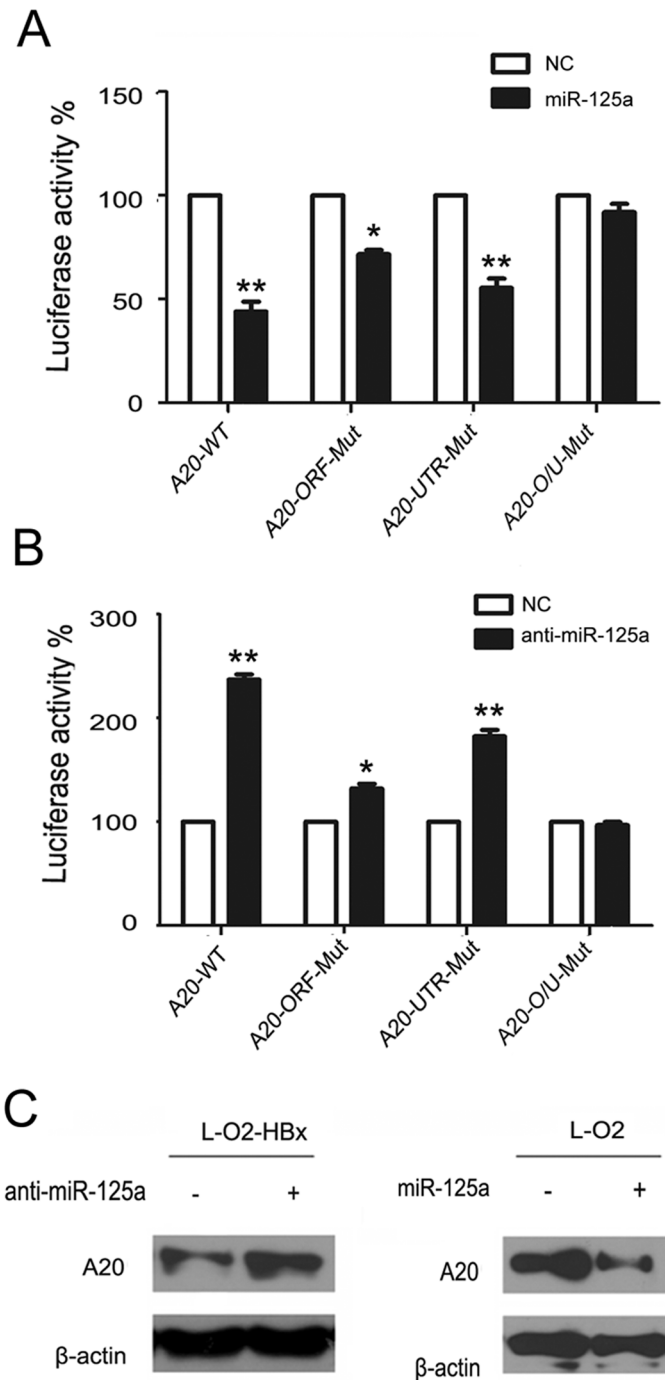 A
NC
miR-125a
Luciferase activity %
150
100
50
0
**
*
**
A20-WT
A20-ORF-Mut
A20-UTR-Mut
A20-O/U-Mut
B
NC
anti-miR-125a
Luciferase activity %
300
200
100
0
**
*
**
A20-WT
A20-ORF-Mut
A20-UTR-Mut
A20-O/U-Mut
C
L-O2-HBx
anti-miR-125a - +
A20
β-actin
L-O2
miR-125a - +
A20
β-actin